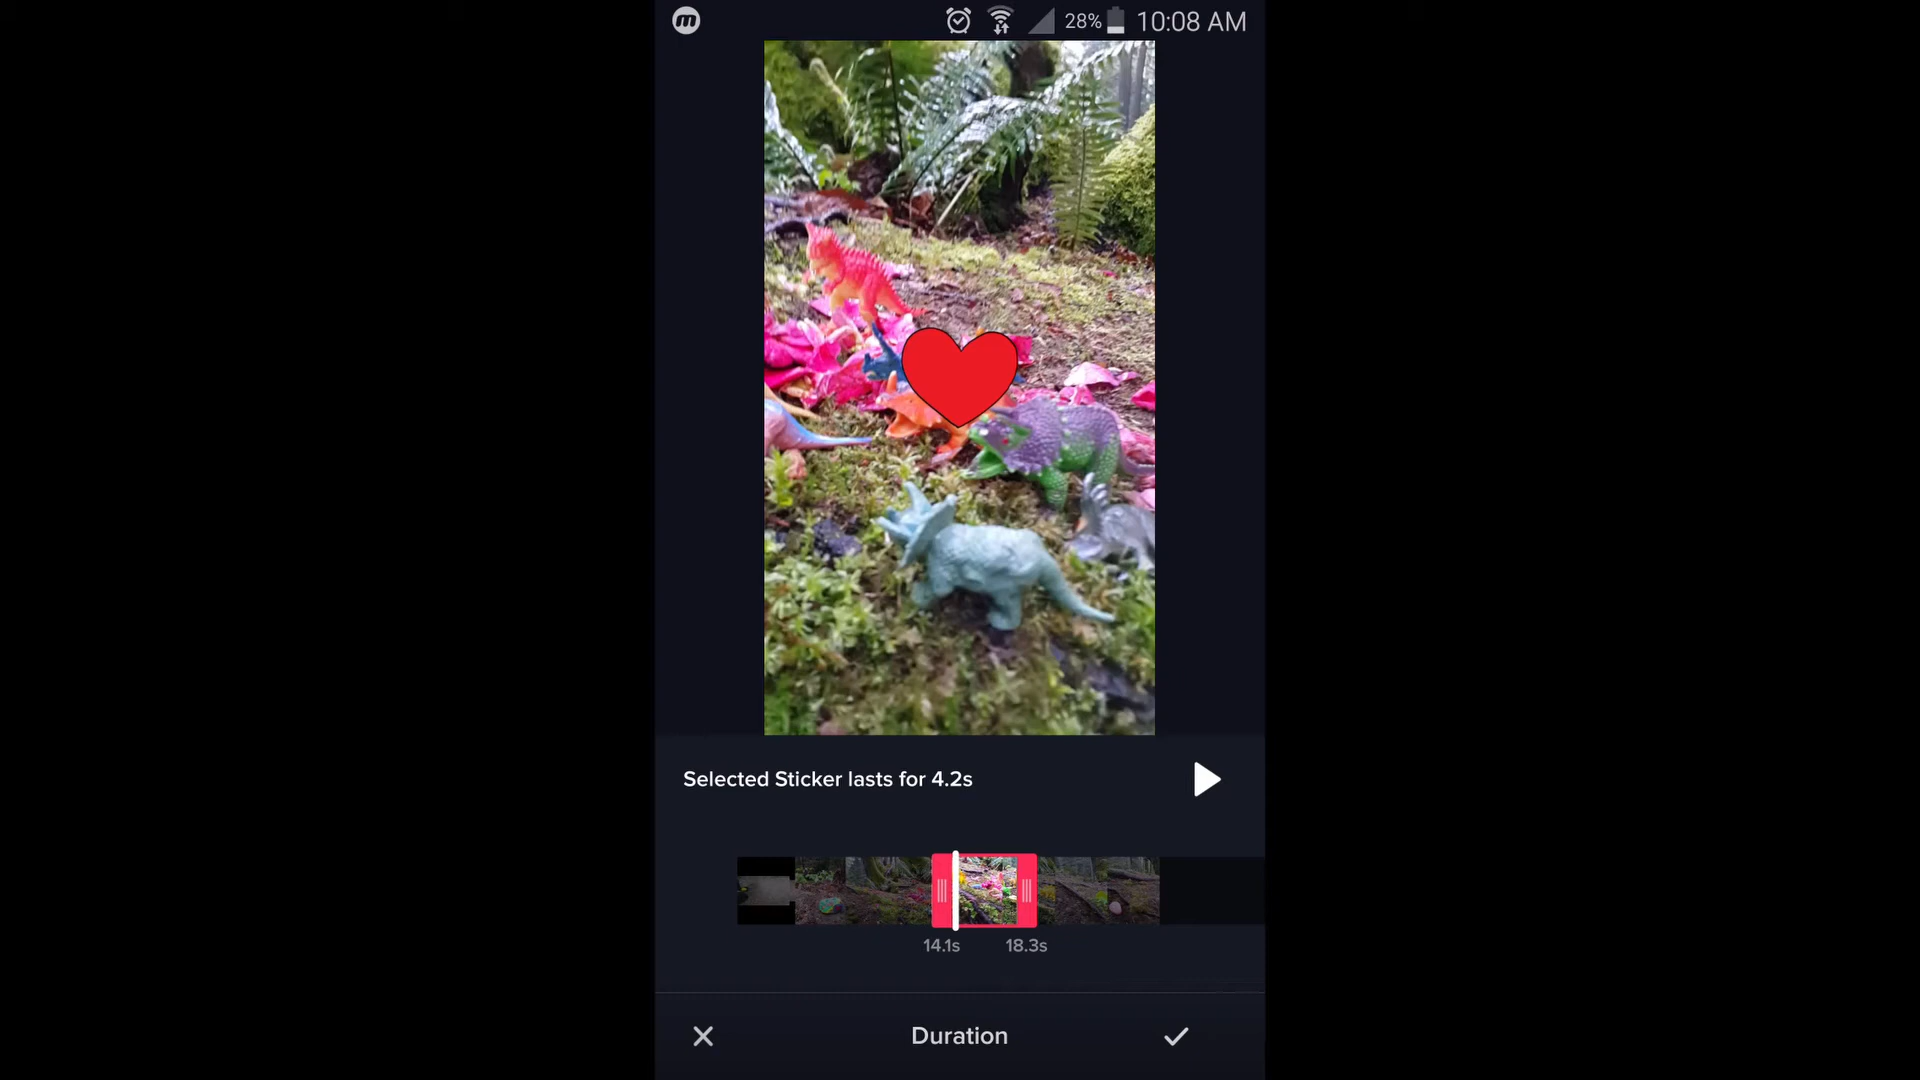 m 28% 10:08 AM
Selected Sticker lasts for 4.2s
14.1s 18.3s
Duration